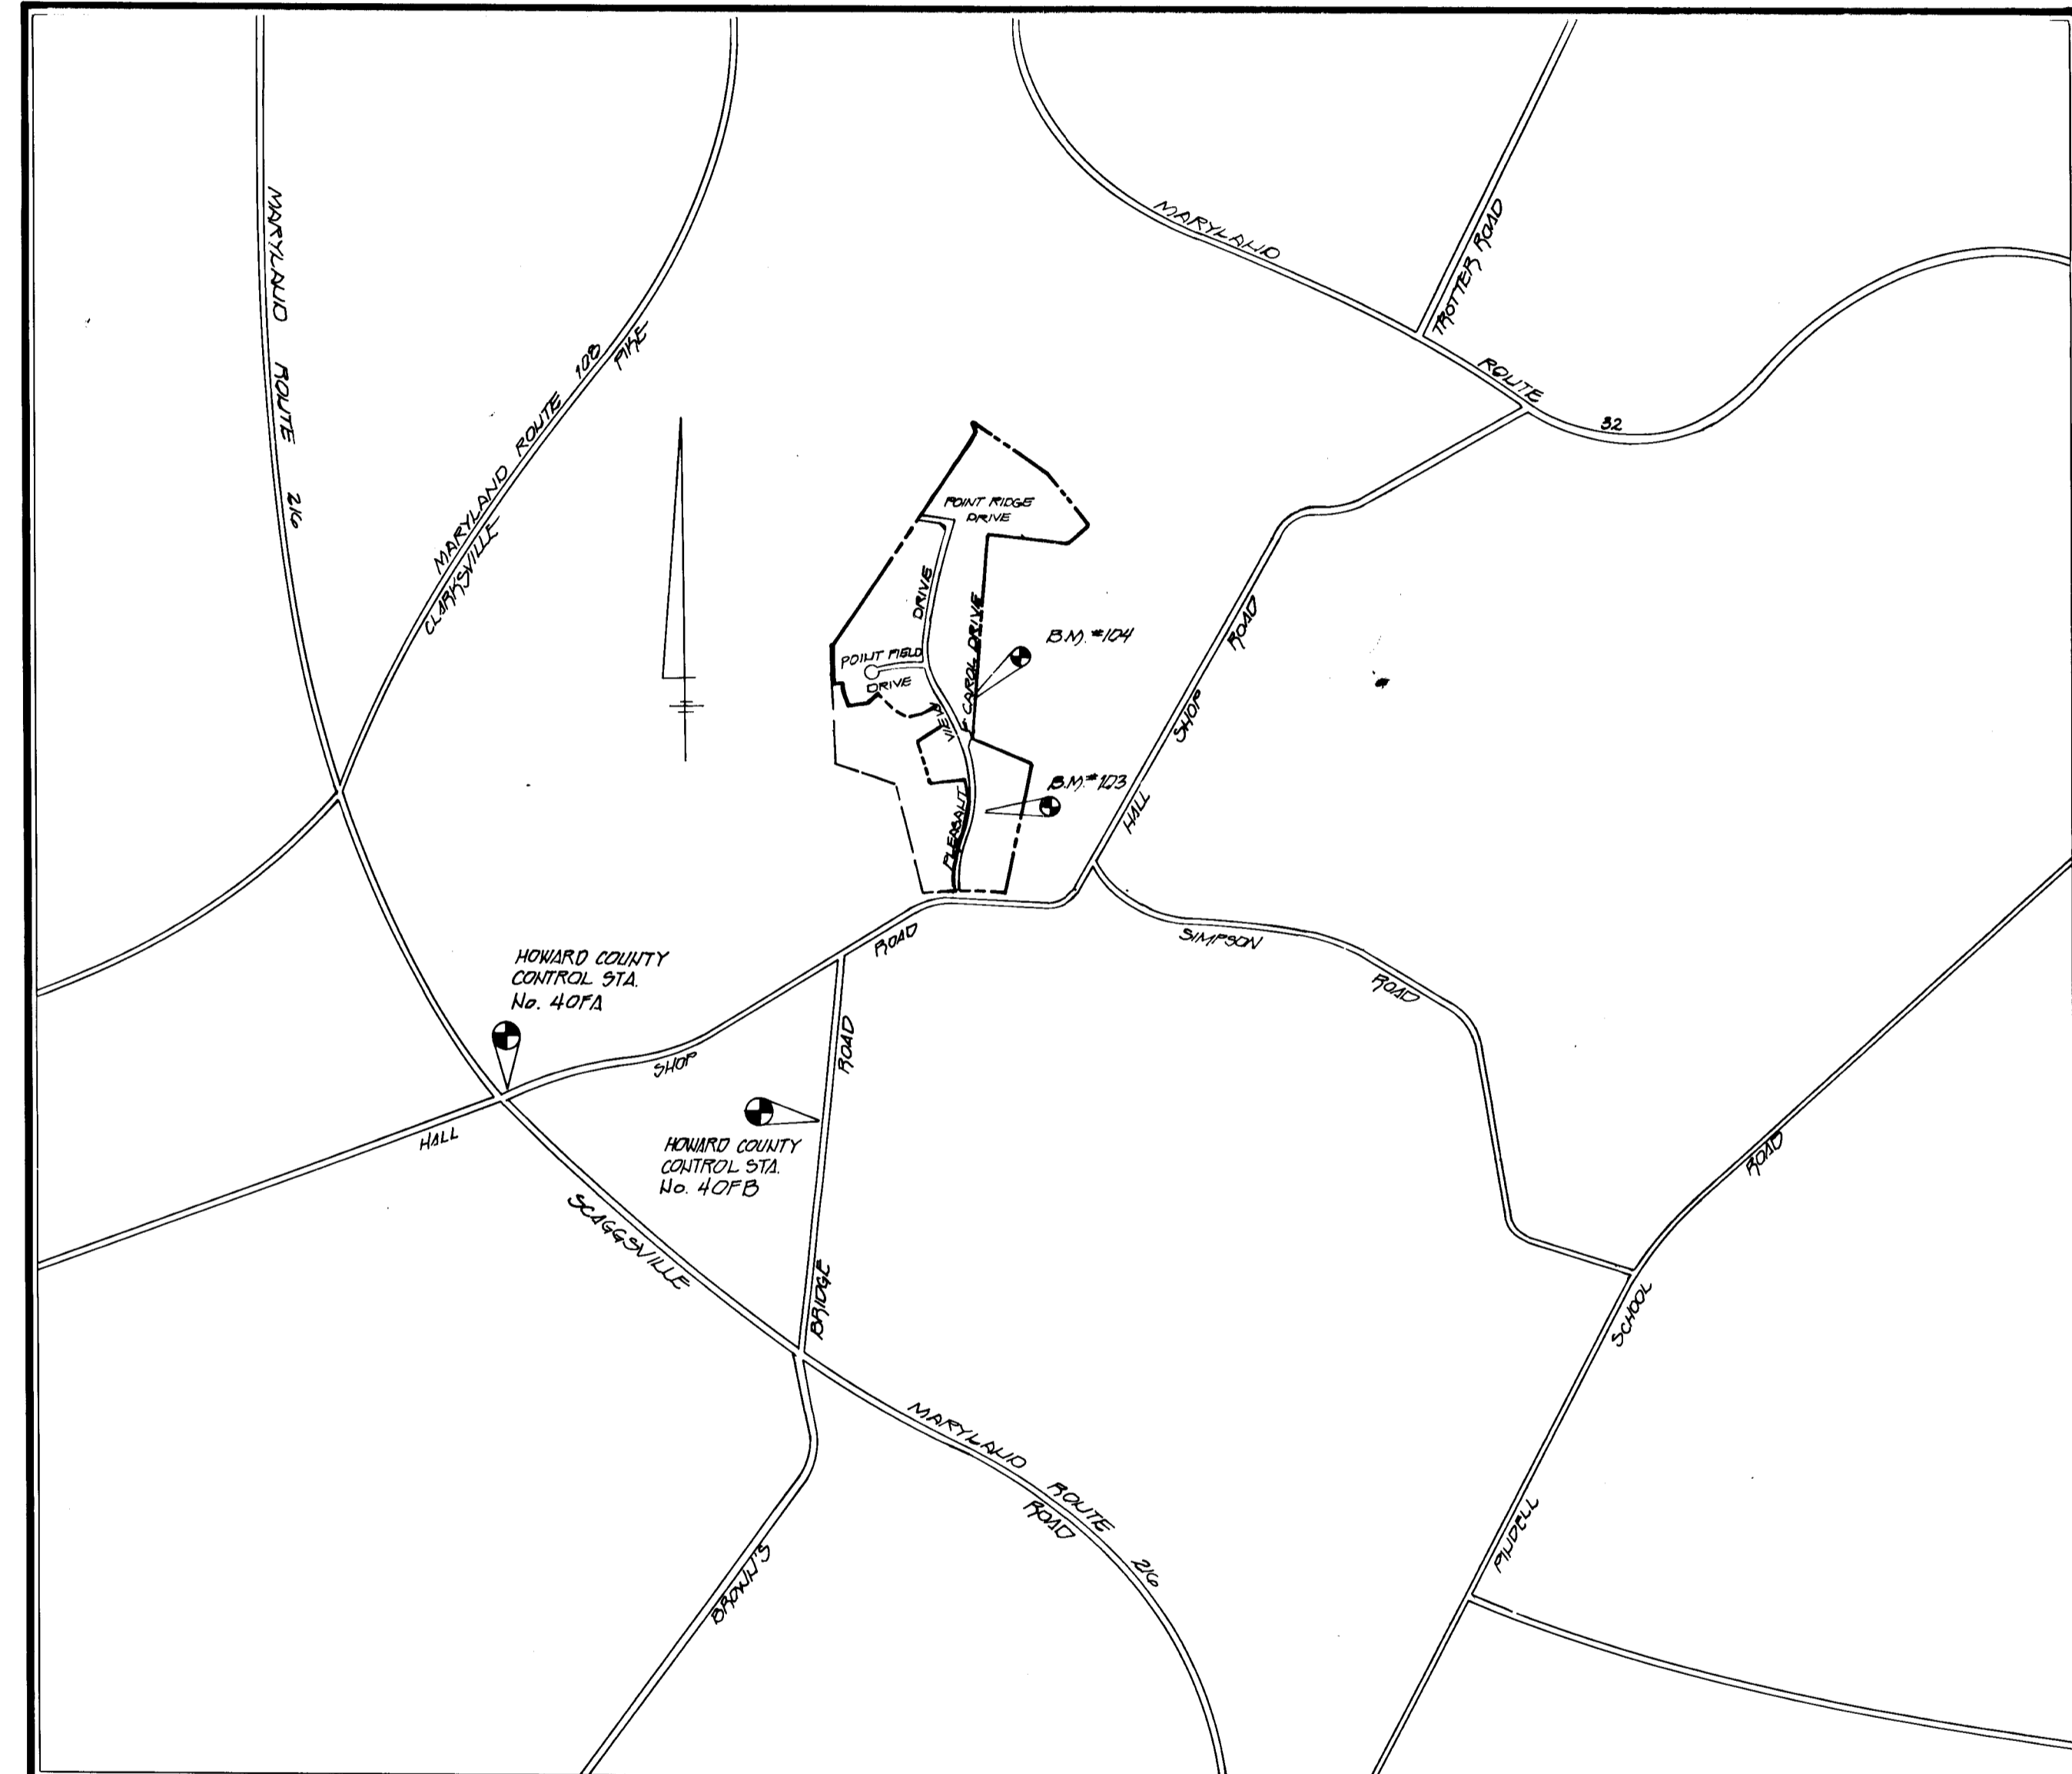 MARYLAND ROUTE 216
MARYLAND ROUTE 108
CLARKSVILLE PIKE
MARYLAND ROUTE 32
TROTTER ROAD
POINT RIDGE
DRIVE
POINT FIELD
DRIVE
PLEASANT VIEW DRIVE
CAROL DRIVE
B.M. #104
B.M. #103
HALL SHOP ROAD
SIMPSON ROAD
HOWARD COUNTY
CONTROL STA.
No. 40FA
HALL SHOP ROAD
HOWARD COUNTY
CONTROL STA.
No. 40FB
BROWN'S BRIDGE ROAD
SCAGGSVILLE ROAD
MARYLAND ROUTE 216
PINDELL SCHOOL ROAD